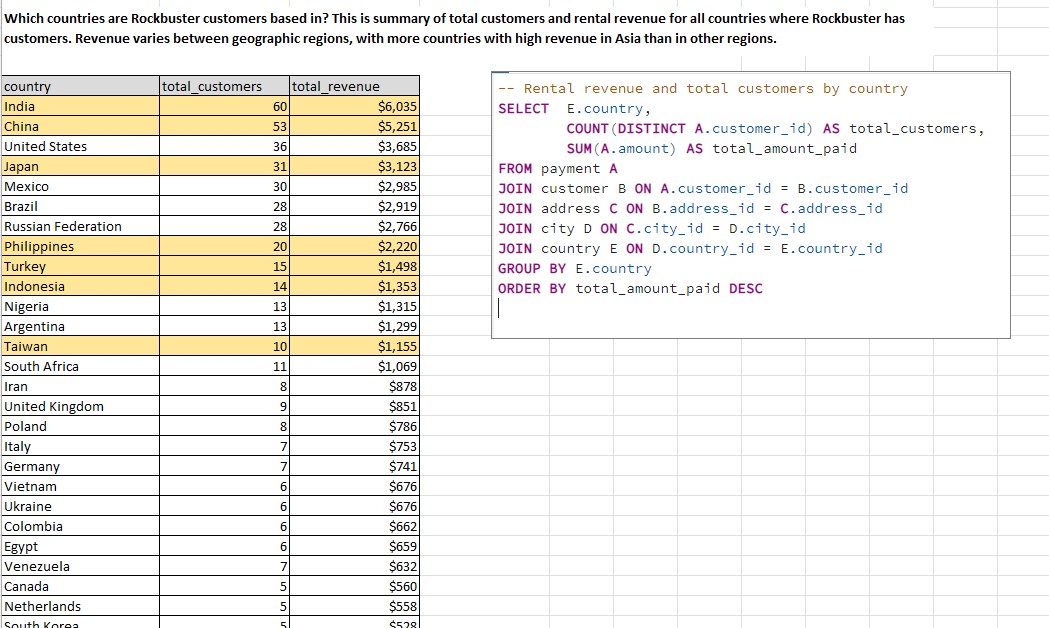 Which countries are Rockbuster customers based in? This is summary of total customers and rental revenue for all countries where Rockbuster has
customers. Revenue varies between geographic regions, with more countries with high revenue in Asia than in other regions.
country total_customers total_revenue
India 60 $6,035
China 53 $5,251
United States 36 $3,685
Japan 31 $3,123
Mexico 30 $2,985
Brazil 28 $2,919
Russian Federation 28 $2,766
Philippines 20 $2,220
Turkey 15 $1,498
Indonesia 14 $1,353
Nigeria 13 $1,315
Argentina 13 $1,299
Taiwan 10 $1,155
South Africa 11 $1,069
Iran 8 $878
United Kingdom 9 $851
Poland 8 $786
Italy 7 $753
Germany 7 $741
Vietnam 6 $676
Ukraine 6 $676
Colombia 6 $662
Egypt 6 $659
Venezuela 7 $632
Canada 5 $560
Netherlands 5 $558
South Korea 5 $528
-- Rental revenue and total customers by country
SELECT E.country,
COUNT(DISTINCT A.customer_id) AS total_customers,
SUM(A.amount) AS total_amount_paid
FROM payment A
JOIN customer B ON A.customer_id = B.customer_id
JOIN address C ON B.address_id = C.address_id
JOIN city D ON C.city_id = D.city_id
JOIN country E ON D.country_id = E.country_id
GROUP BY E.country
ORDER BY total_amount_paid DESC